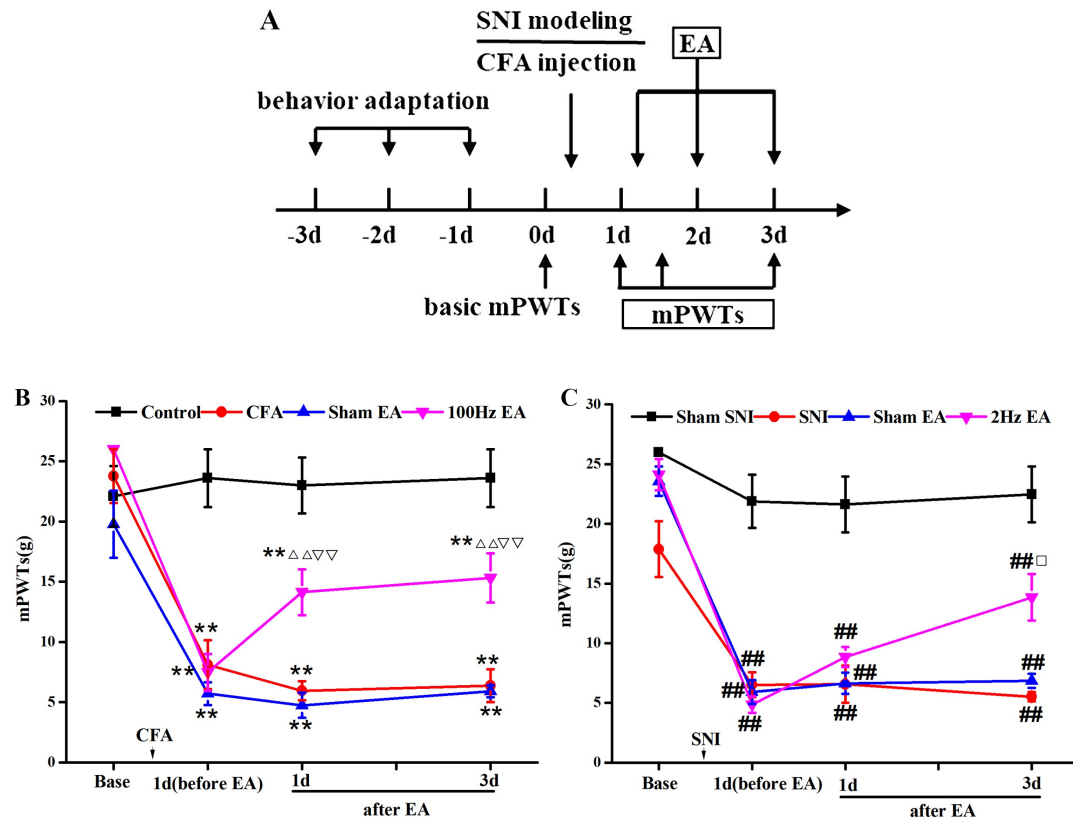 A
SNI modeling
CFA injection
EA
behavior adaptation
-3d -2d -1d 0d 1d 2d 3d
basic mPWTs
mPWTs
B
Control CFA Sham EA 100Hz EA
mPWTs(g)
30
25
20
15
10
5
0
**△△▽▽
**△△▽▽
**
**
**
**
**
**
**
CFA
Base 1d(before EA) 1d 3d
after EA
C
Sham SNI SNI Sham EA 2Hz EA
mPWTs(g)
30
25
20
15
10
5
0
##□
##
##
##
##
##
##
##
##
SNI
Base 1d(before EA) 1d 3d
after EA